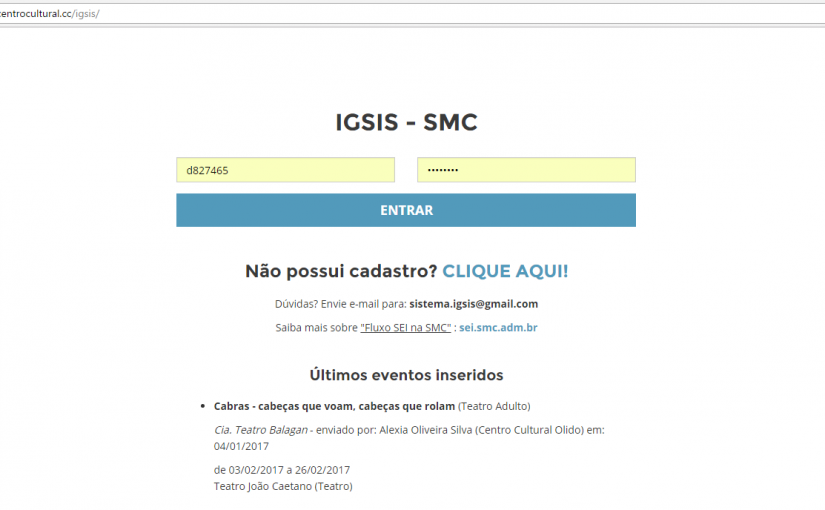 entrocultural.cc/igsis/
IGSIS - SMC
d827465 ••••••••
ENTRAR
Não possui cadastro? CLIQUE AQUI!
Dúvidas? Envie e-mail para: sistema.igsis@gmail.com
Saiba mais sobre "Fluxo SEI na SMC" : sei.smc.adm.br
Últimos eventos inseridos
• Cabras - cabeças que voam, cabeças que rolam (Teatro Adulto)
Cia. Teatro Balagan - enviado por: Alexia Oliveira Silva (Centro Cultural Olido) em:
04/01/2017
de 03/02/2017 a 26/02/2017
Teatro João Caetano (Teatro)